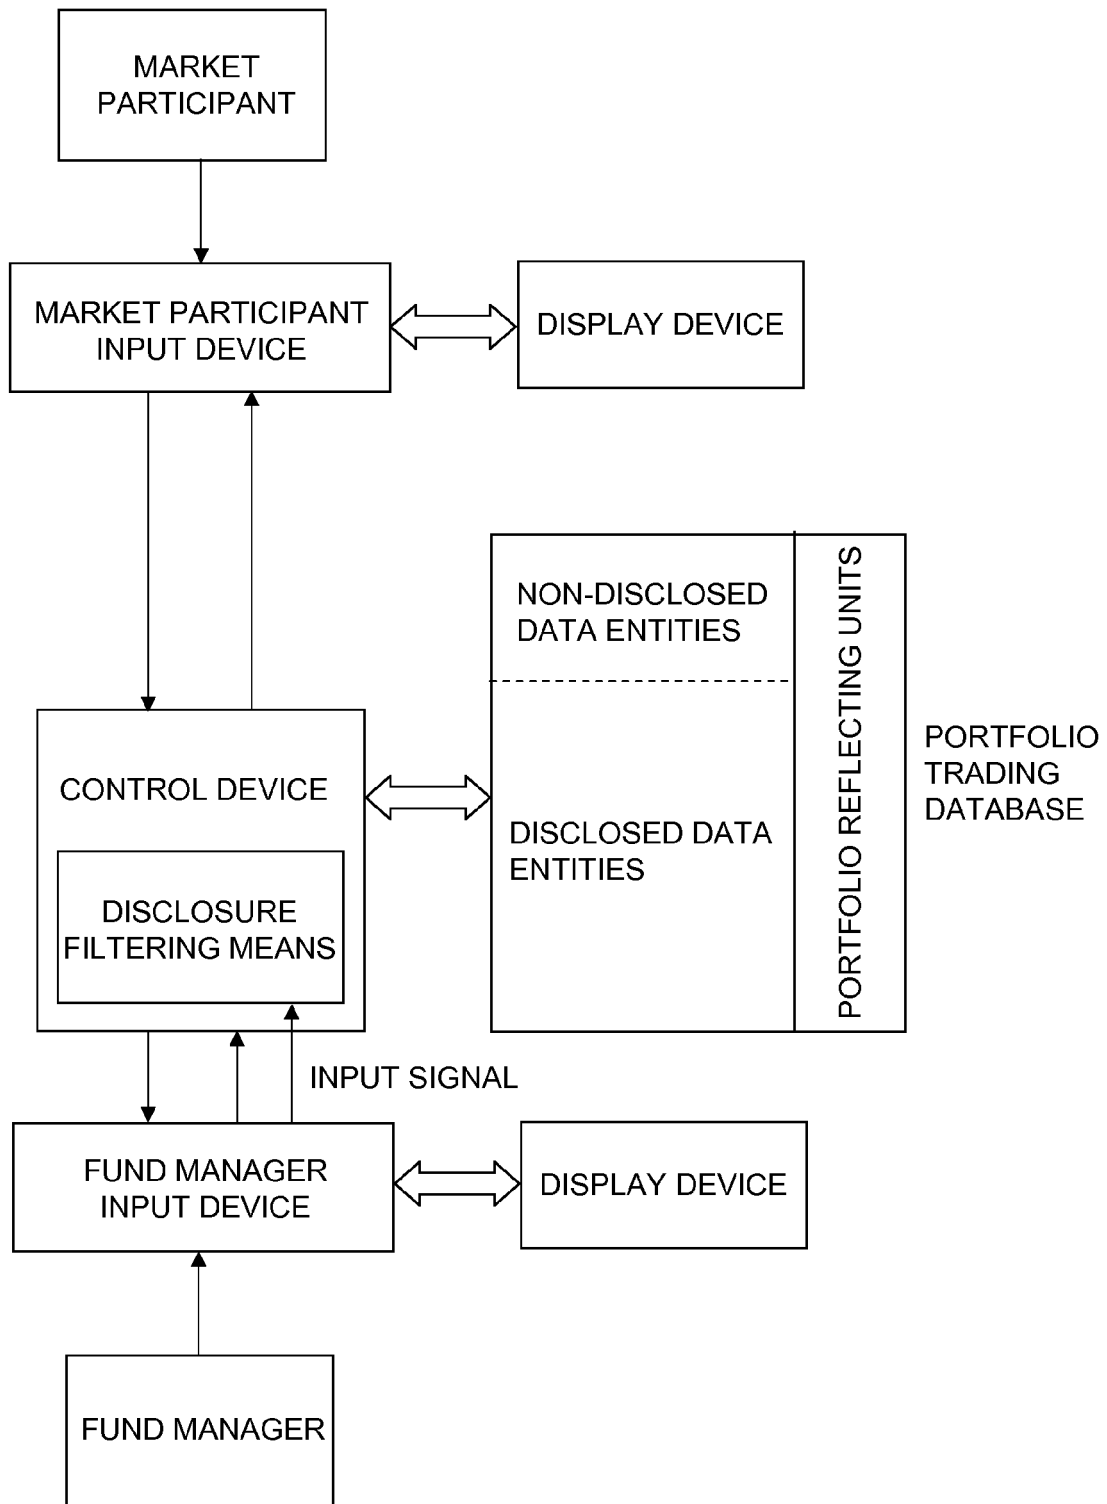 MARKET
PARTICIPANT
MARKET PARTICIPANT
INPUT DEVICE
DISPLAY DEVICE
NON-DISCLOSED
DATA ENTITIES
PORTFOLIO REFLECTING UNITS
PORTFOLIO
TRADING
DATABASE
CONTROL DEVICE
DISCLOSED DATA
ENTITIES
DISCLOSURE
FILTERING MEANS
INPUT SIGNAL
FUND MANAGER
INPUT DEVICE
DISPLAY DEVICE
FUND MANAGER